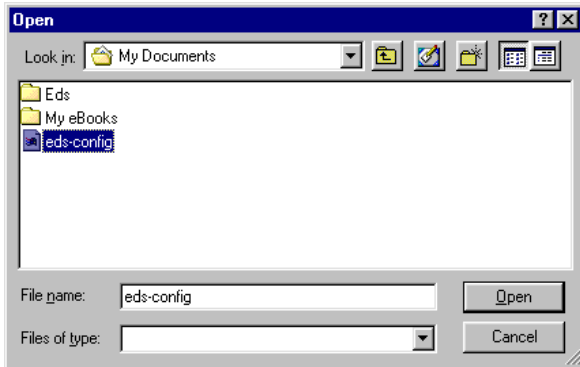 Open
Look in: My Documents
Eds
My eBooks
eds-config
File name: eds-config Open
Files of type: Cancel